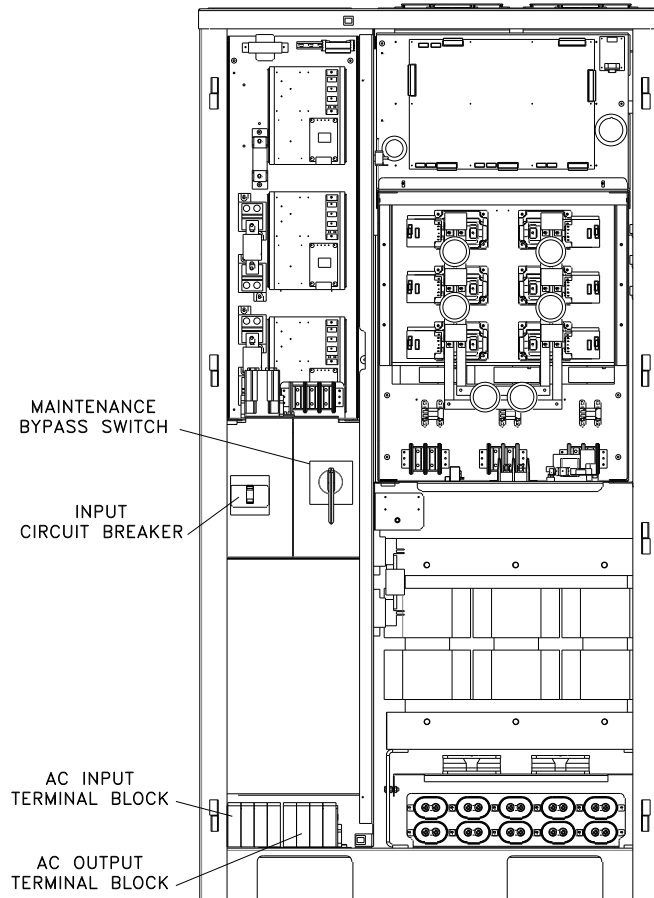 MAINTENANCE
BYPASS SWITCH
INPUT
CIRCUIT BREAKER
AC INPUT
TERMINAL BLOCK
AC OUTPUT
TERMINAL BLOCK